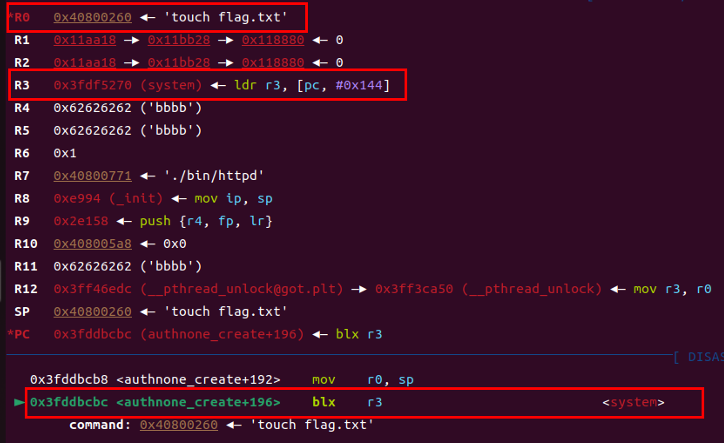 *R0 0x40800260 ◂— 'touch flag.txt'
R1 0x11aa18 —▸ 0x11bb28 —▸ 0x118880 ◂— 0
R2 0x11aa18 —▸ 0x11bb28 —▸ 0x118880 ◂— 0
R3 0x3fdf5270 (system) ◂— ldr r3, [pc, #0x144]
R4 0x62626262 ('bbbb')
R5 0x62626262 ('bbbb')
R6 0x1
R7 0x40800771 ◂— './bin/httpd'
R8 0xe994 (_init) ◂— mov ip, sp
R9 0x2e158 ◂— push {r4, fp, lr}
R10 0x408005a8 ◂— 0x0
R11 0x62626262 ('bbbb')
R12 0x3ff46edc (__pthread_unlock@got.plt) —▸ 0x3ff3ca50 (__pthread_unlock) ◂— mov r3, r0
SP 0x40800260 ◂— 'touch flag.txt'
*PC 0x3fddbcbc (authnone_create+196) ◂— blx r3
[ DISAS
0x3fddbcb8 <authnone_create+192> mov r0, sp
► 0x3fddbcbc <authnone_create+196> blx r3 <system>
command: 0x40800260 ◂— 'touch flag.txt'